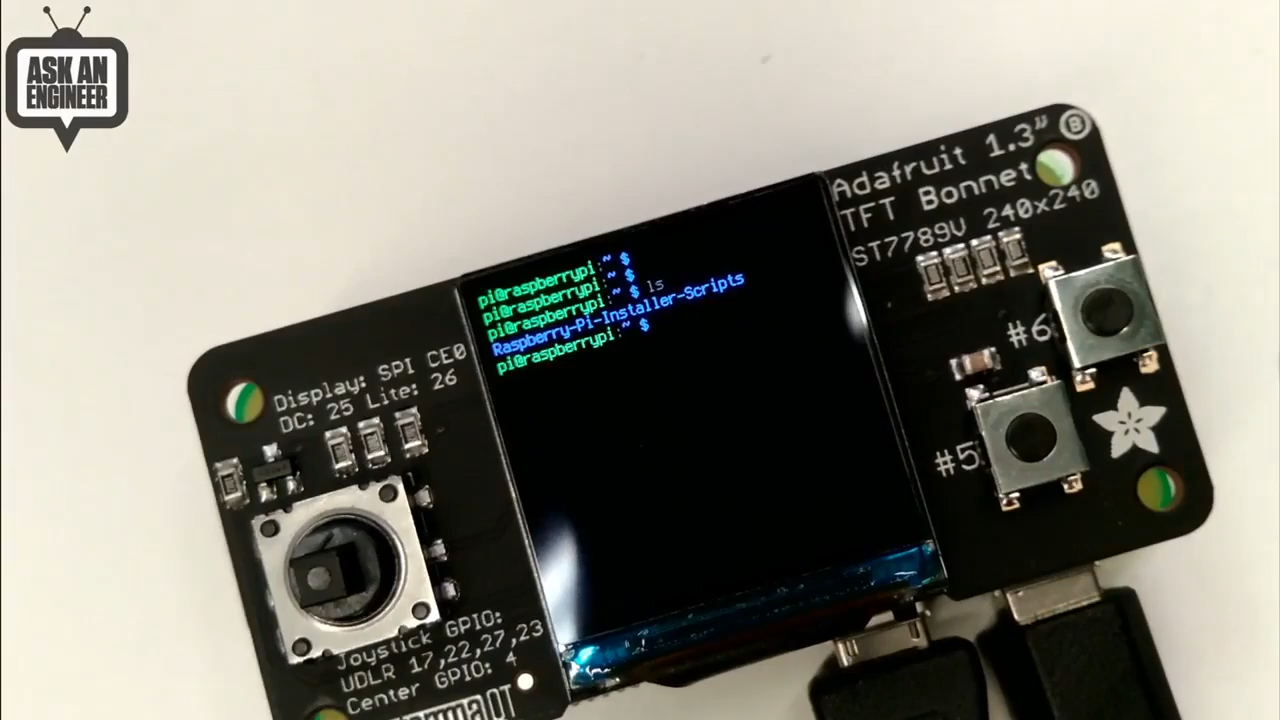 ASK AN
ENGINEER
Adafruit 1.3" B
TFT Bonnet
ST7789V 240x240
pi@raspberrypi:~ $
pi@raspberrypi:~ $
pi@raspberrypi:~ $ ls
Raspberry-Pi-Installer-Scripts
pi@raspberrypi:~ $
Display: SPI CE0
DC: 25 Lite: 26
#6
#5
Joystick GPIO:
UDLR 17,22,27,23
Center GPIO: 4
QT